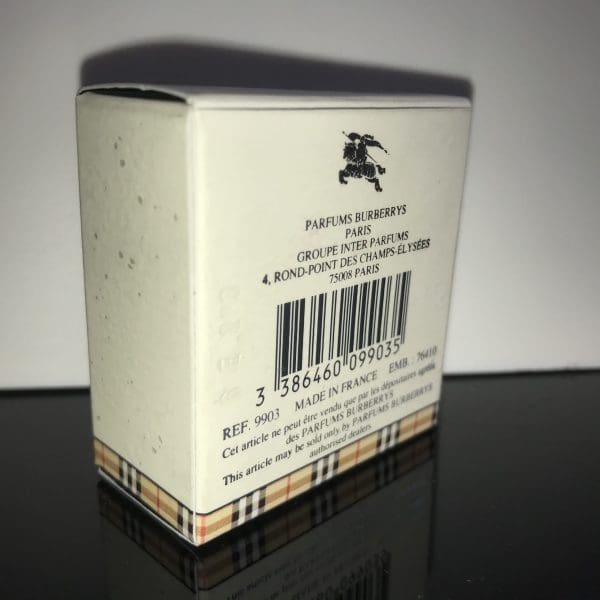 PARFUMS BURBERRYS
PARIS
GROUPE INTER PARFUMS
4, ROND-POINT DES CHAMPS-ÉLYSÉES
75008 PARIS
3 386460 099035
REF. 9903 MADE IN FRANCE EMB. : 76410
Cet article ne peut être vendu que par les dépositaires agréés
des PARFUMS BURBERRYS
This article may be sold only, by PARFUMS BURBERRYS
authorised dealers